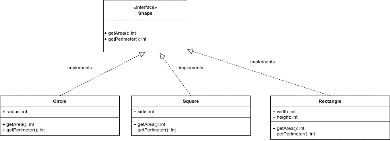 «interface»
Shape
+ getArea(): int
+ getPerimeter(): int
implements
implements
implements
Circle
Square
Rectangle
- radius: int
- side: int
- width: int
- height: int
+ getArea(): int
+ getPerimeter(): int
+ getArea(): int
+ getPerimeter(): int
+ getArea(): int
+ getPerimeter(): int